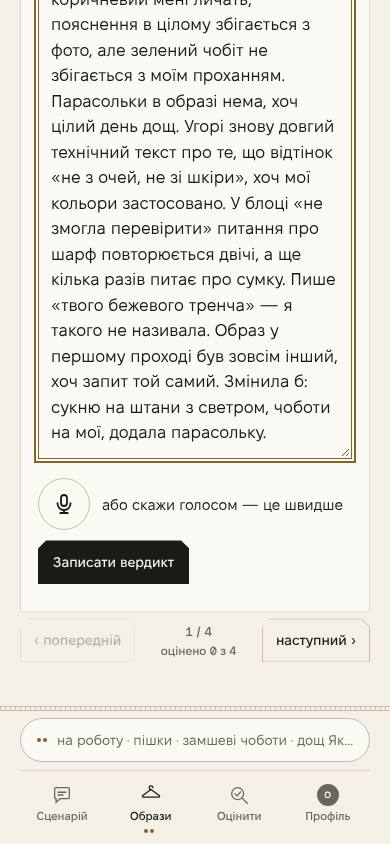 коричневий мені личать,
пояснення в цілому збігається з
фото, але зелений чобіт не
збігається з моїм проханням.
Парасольки в образі нема, хоч
цілий день дощ. Угорі знову довгий
технічний текст про те, що відтінок
«не з очей, не зі шкіри», хоч мої
кольори застосовано. У блоці «не
змогла перевірити» питання про
шарф повторюється двічі, а ще
кілька разів питає про сумку. Пише
«твого бежевого тренча» — я
такого не називала. Образ у
першому проході був зовсім інший,
хоч запит той самий. Змінила б:
сукню на штани з светром, чоботи
на мої, додала парасольку.
або скажи голосом — це швидше
Записати вердикт
‹ попередній
1 / 4
оцінено 0 з 4
наступний ›
на роботу · пішки · замшеві чоботи · дощ Як...
Сценарій
Образи
Оцінити
О
Профіль